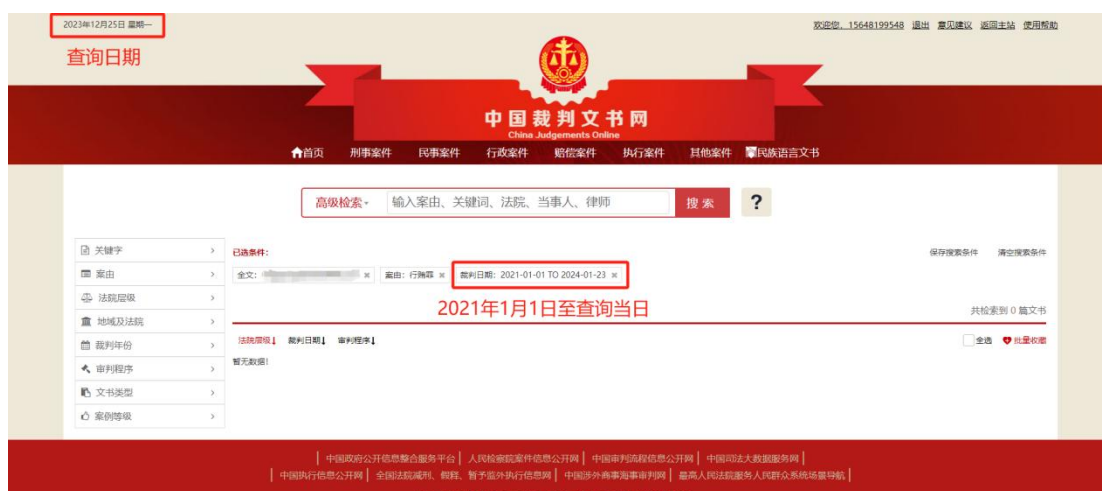 2023年12月25日 星期一
欢迎您, 15648199548 退出 意见建议 返回主站 使用帮助
查询日期
中国裁判文书网
China Judgements Online
首页 刑事案件 民事案件 行政案件 赔偿案件 执行案件 其他案件 民族语言文书
高级检索 输入案由、关键词、法院、当事人、律师 搜索 ?
关键字
案由
法院层级
地域及法院
裁判年份
审判程序
文书类型
案例等级
已选条件: 保存搜索条件 清空搜索条件
全文: × 案由: 行贿罪 × 裁判日期: 2021-01-01 TO 2024-01-23 ×
2021年1月1日至查询当日
共检索到 0 篇文书
法院层级↓ 裁判日期↓ 审判程序↓ 全选 批量收藏
暂无数据!
| 中国政府公开信息整合服务平台 | 人民检察院案件信息公开网 | 中国审判流程信息公开网 | 中国司法大数据服务网 |
| 中国执行信息公开网 | 全国法院减刑、假释、暂予监外执行信息网 | 中国涉外商事海事审判网 | 最高人民法院服务人民群众系统场景导航 |